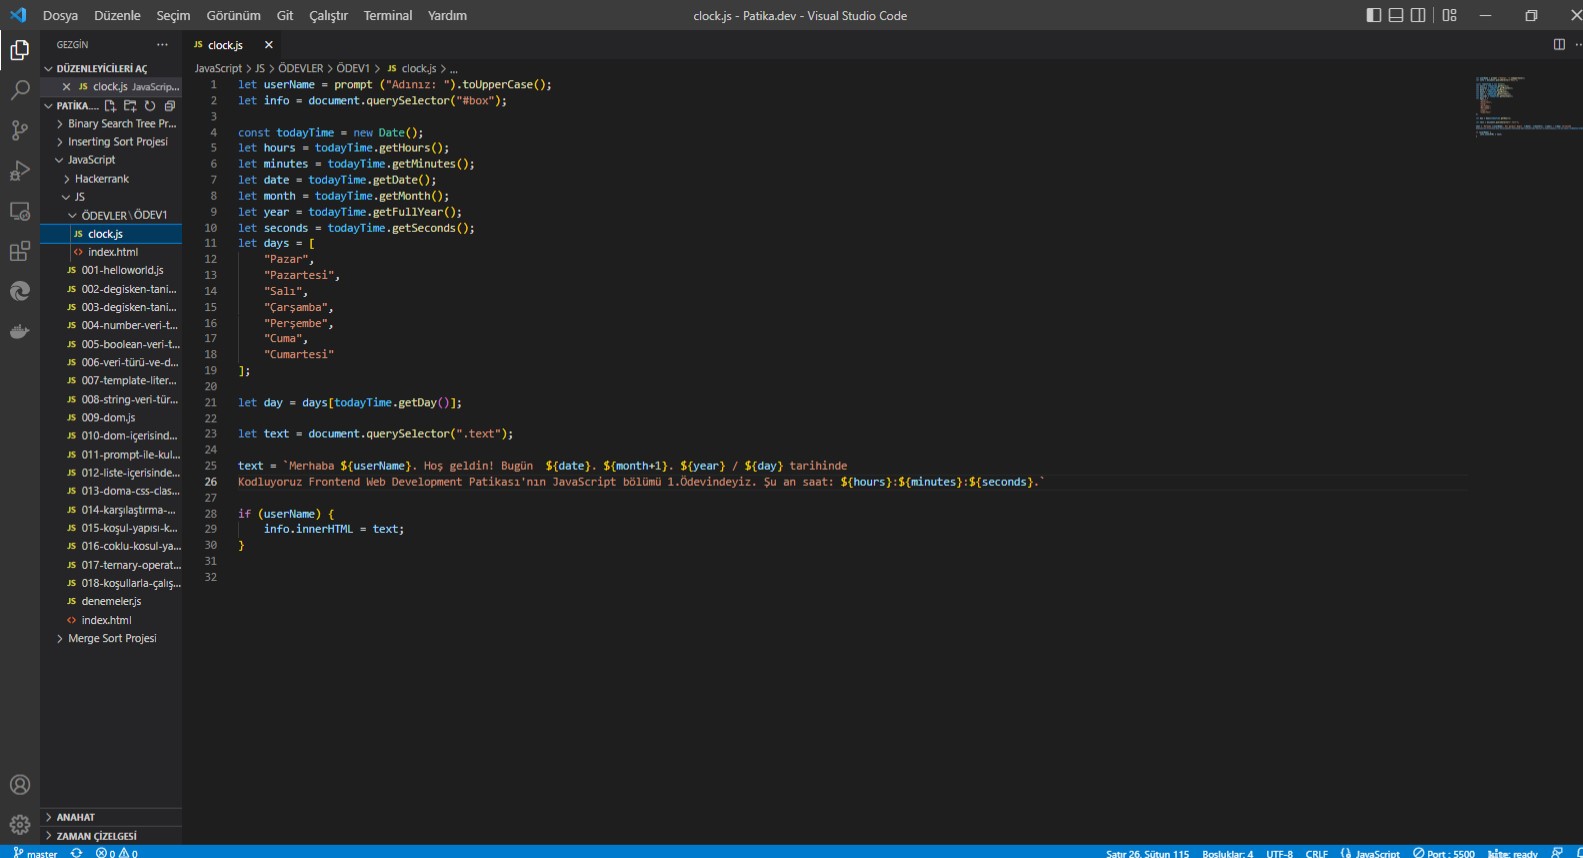 Dosya Düzenle Seçim Görünüm Git Çalıştır Terminal Yardım
clock.js - Patika.dev - Visual Studio Code
GEZGİN ...
DÜZENLEYİCİLERİ AÇ
JS clock.js JavaScrip...
PATIKA....
Binary Search Tree Pr...
Inserting Sort Projesi
JavaScript
Hackerrank
JS
ÖDEVLER\ÖDEV1
JS clock.js
<> index.html
JS 001-helloworld.js
JS 002-degisken-tani...
JS 003-degisken-tani...
JS 004-number-veri-t...
JS 005-boolean-veri-t...
JS 006-veri-türü-ve-d...
JS 007-template-liter...
JS 008-string-veri-tür...
JS 009-dom.js
JS 010-dom-içerisind...
JS 011-prompt-ile-kul...
JS 012-liste-içerisinde...
JS 013-doma-css-clas...
JS 014-karşılaştırma-...
JS 015-koşul-yapısı-k...
JS 016-coklu-kosul-ya...
JS 017-ternary-operat...
JS 018-koşullarla-çalış...
JS denemeler.js
<> index.html
Merge Sort Projesi
ANAHAT
ZAMAN ÇİZELGESİ
JS clock.js
JavaScript > JS > ÖDEVLER > ÖDEV1 > JS clock.js > ...
1 let userName = prompt ("Adınız: ").toUpperCase();
2 let info = document.querySelector("#box");
3
4 const todayTime = new Date();
5 let hours = todayTime.getHours();
6 let minutes = todayTime.getMinutes();
7 let date = todayTime.getDate();
8 let month = todayTime.getMonth();
9 let year = todayTime.getFullYear();
10 let seconds = todayTime.getSeconds();
11 let days = [
12 "Pazar",
13 "Pazartesi",
14 "Salı",
15 "Çarşamba",
16 "Perşembe",
17 "Cuma",
18 "Cumartesi"
19 ];
20
21 let day = days[todayTime.getDay()];
22
23 let text = document.querySelector(".text");
24
25 text = `Merhaba ${userName}. Hoş geldin! Bugün  ${date}. ${month+1}. ${year} / ${day} tarihinde
26 Kodluyoruz Frontend Web Development Patikası'nın JavaScript bölümü 1.Ödevindeyiz. Şu an saat: ${hours}:${minutes}:${seconds}.`
27
28 if (userName) {
29 info.innerHTML = text;
30 }
31
32
master 0 0
Satır 26, Sütun 115 Boşluklar: 4 UTF-8 CRLF JavaScript Port : 5500 kite: ready